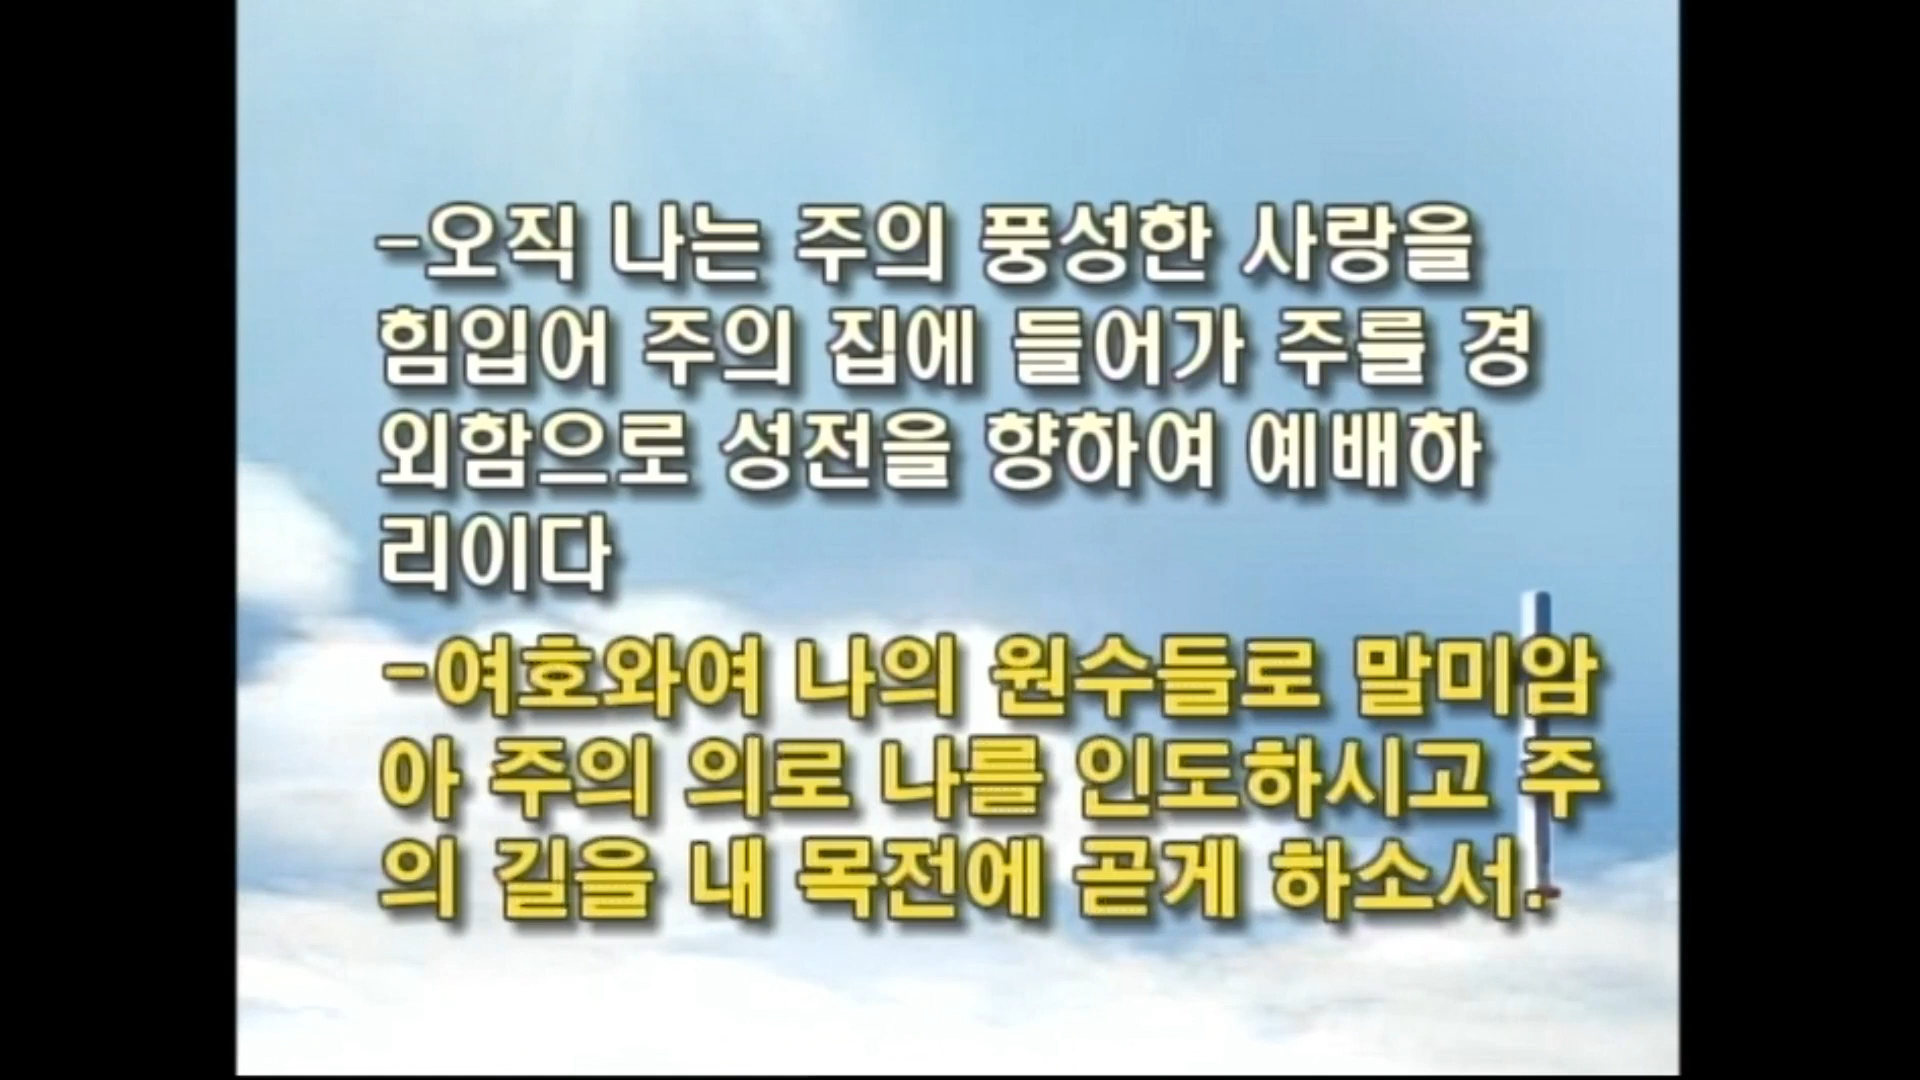 -오직 나는 주의 풍성한 사랑을
힘입어 주의 집에 들어가 주를 경
외함으로 성전을 향하여 예배하
리이다
-여호와여 나의 원수들로 말미암
아 주의 의로 나를 인도하시고 주
의 길을 내 목전에 곧게 하소서.